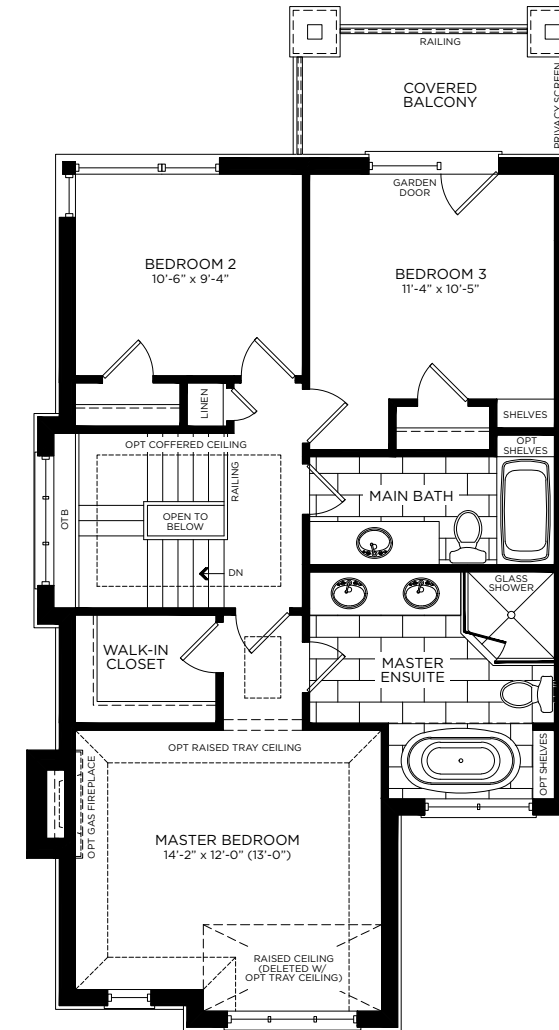 RAILING
PRIVACY SCREEN
COVERED
BALCONY
GARDEN
DOOR
BEDROOM 2
10'-6" x 9'-4"
BEDROOM 3
11'-4" x 10'-5"
LINEN
SHELVES
OPT
SHELVES
OPT COFFERED CEILING
RAILING
MAIN BATH
OTB
OPEN TO
BELOW
DN
GLASS
SHOWER
WALK-IN
CLOSET
MASTER
ENSUITE
OPT SHELVES
OPT RAISED TRAY CEILING
OPT GAS FIREPLACE
MASTER BEDROOM
14'-2" x 12'-0" (13'-0")
RAISED CEILING
(DELETED W/
OPT TRAY CEILING)